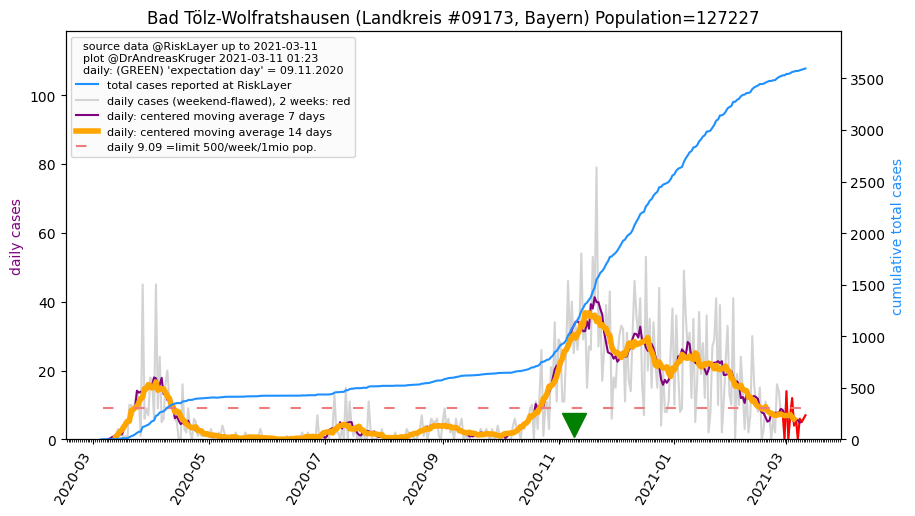 Bad Tölz-Wolfratshausen (Landkreis #09173, Bayern) Population=127227
source data @RiskLayer up to 2021-03-11
plot @DrAndreasKruger 2021-03-11 01:23
daily: (GREEN) 'expectation day' = 09.11.2020
total cases reported at RiskLayer
daily cases (weekend-flawed), 2 weeks: red
daily: centered moving average 7 days
daily: centered moving average 14 days
daily 9.09 =limit 500/week/1mio pop.
daily cases
100
80
60
40
20
0
cumulative total cases
3500
3000
2500
2000
1500
1000
500
0
2020-03
2020-05
2020-07
2020-09
2020-11
2021-01
2021-03